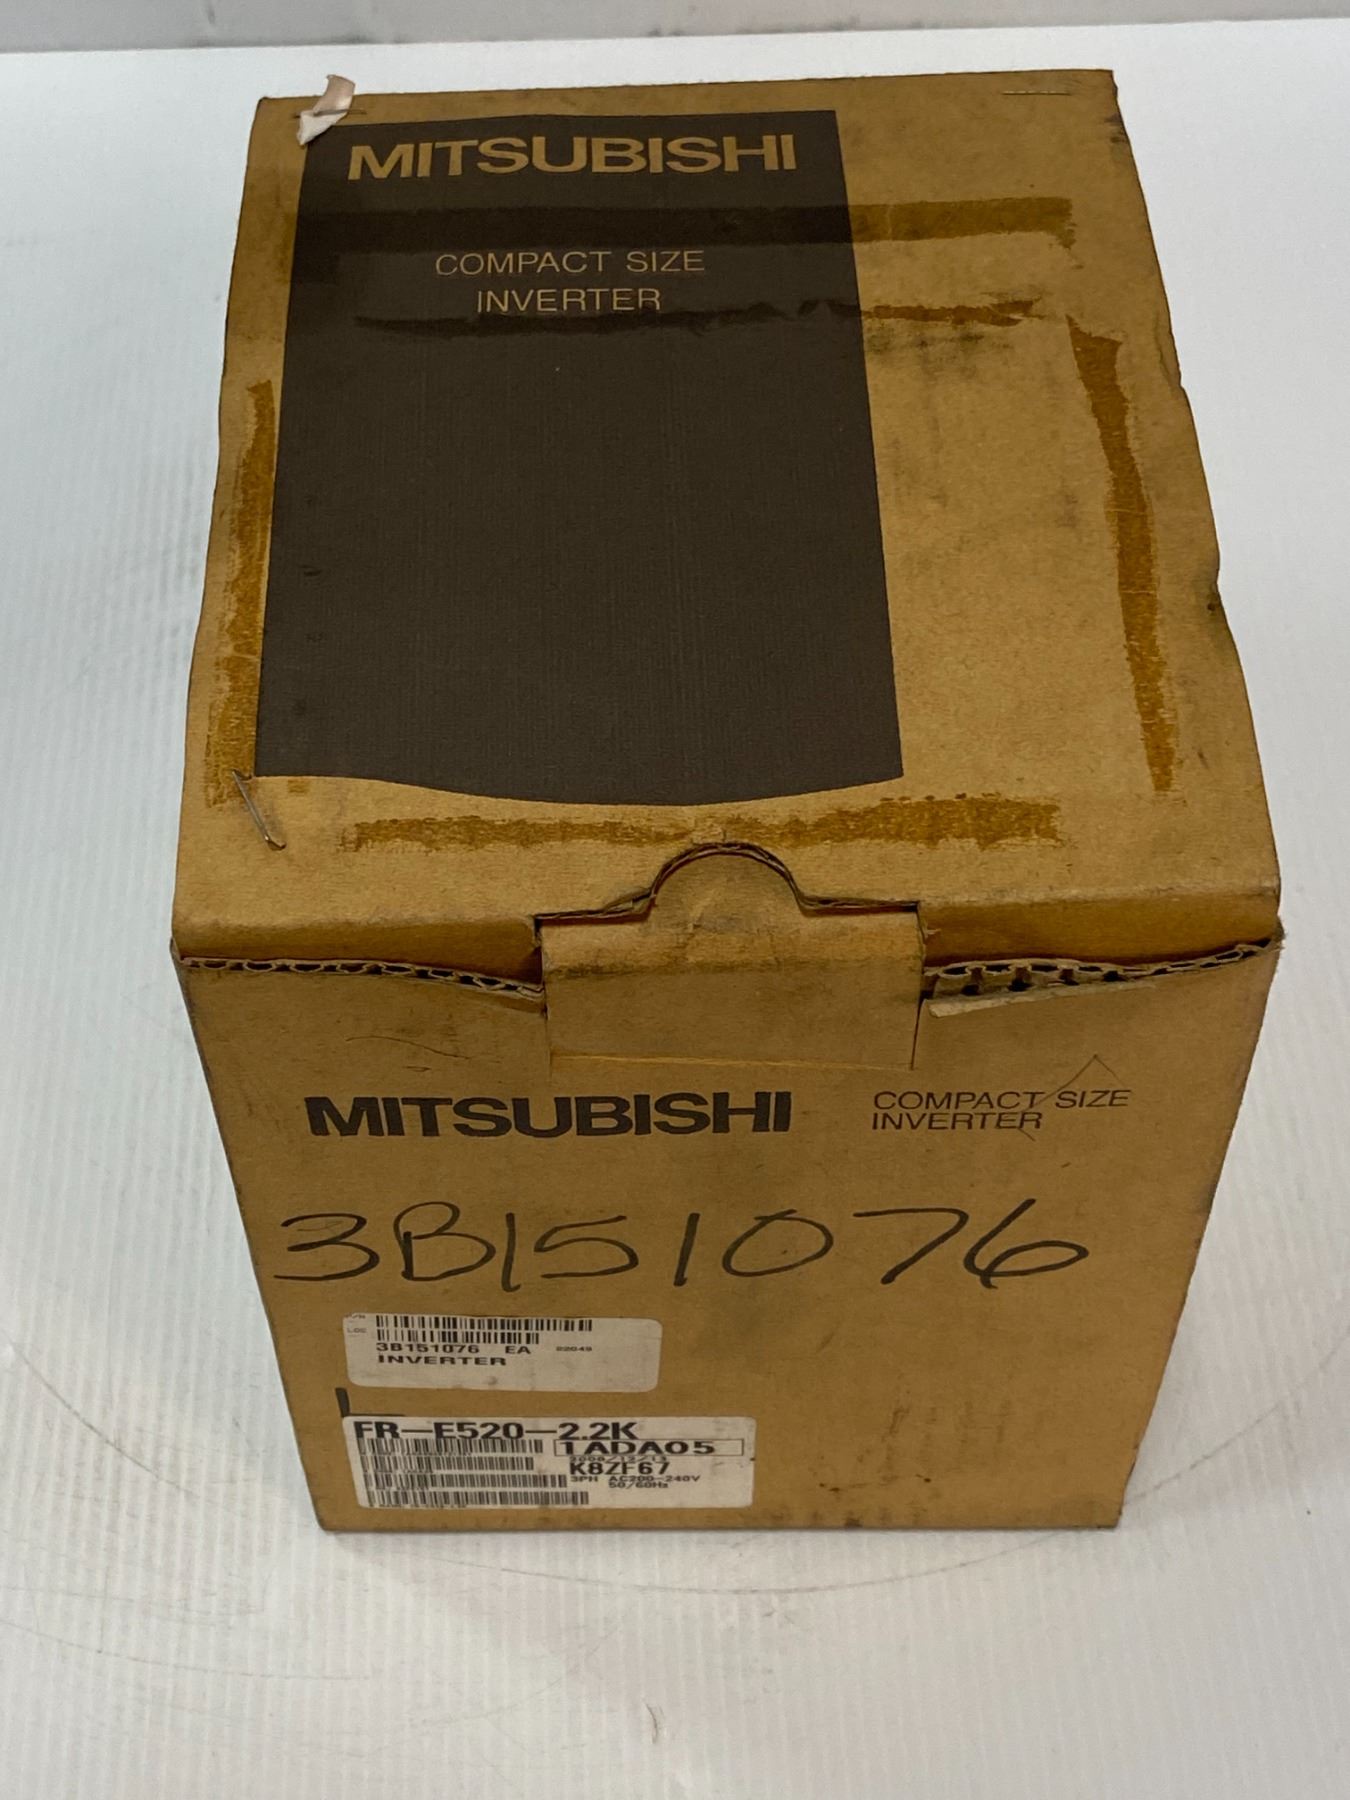 MITSUBISHI
COMPACT SIZE
INVERTER
MITSUBISHI
COMPACT SIZE
INVERTER
3B151076
LOC
3B151076 EA
INVERTER
FR-E520-2.2K
1ADA05
K8ZF67
3PH AC200-240V
50/60Hz